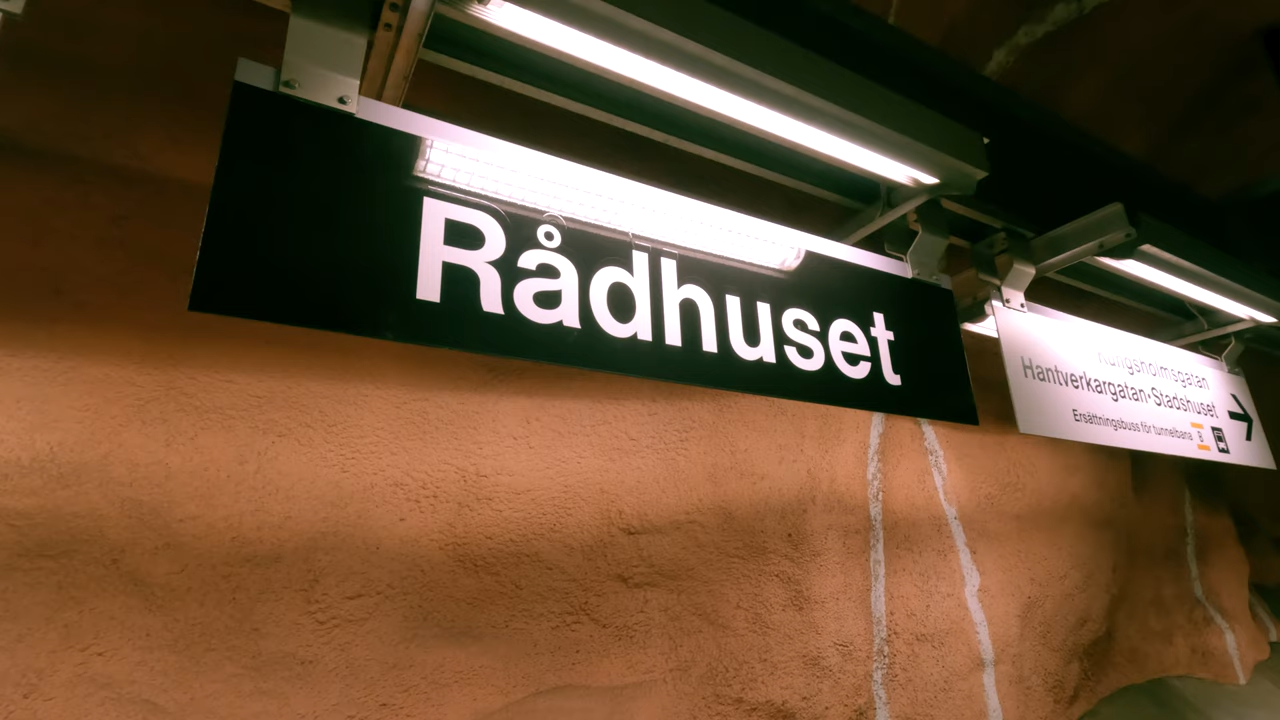 Rådhuset
Kungsholmsgatan
Hantverkargatan·Stadshuset
Ersättningsbuss för tunnelbana B